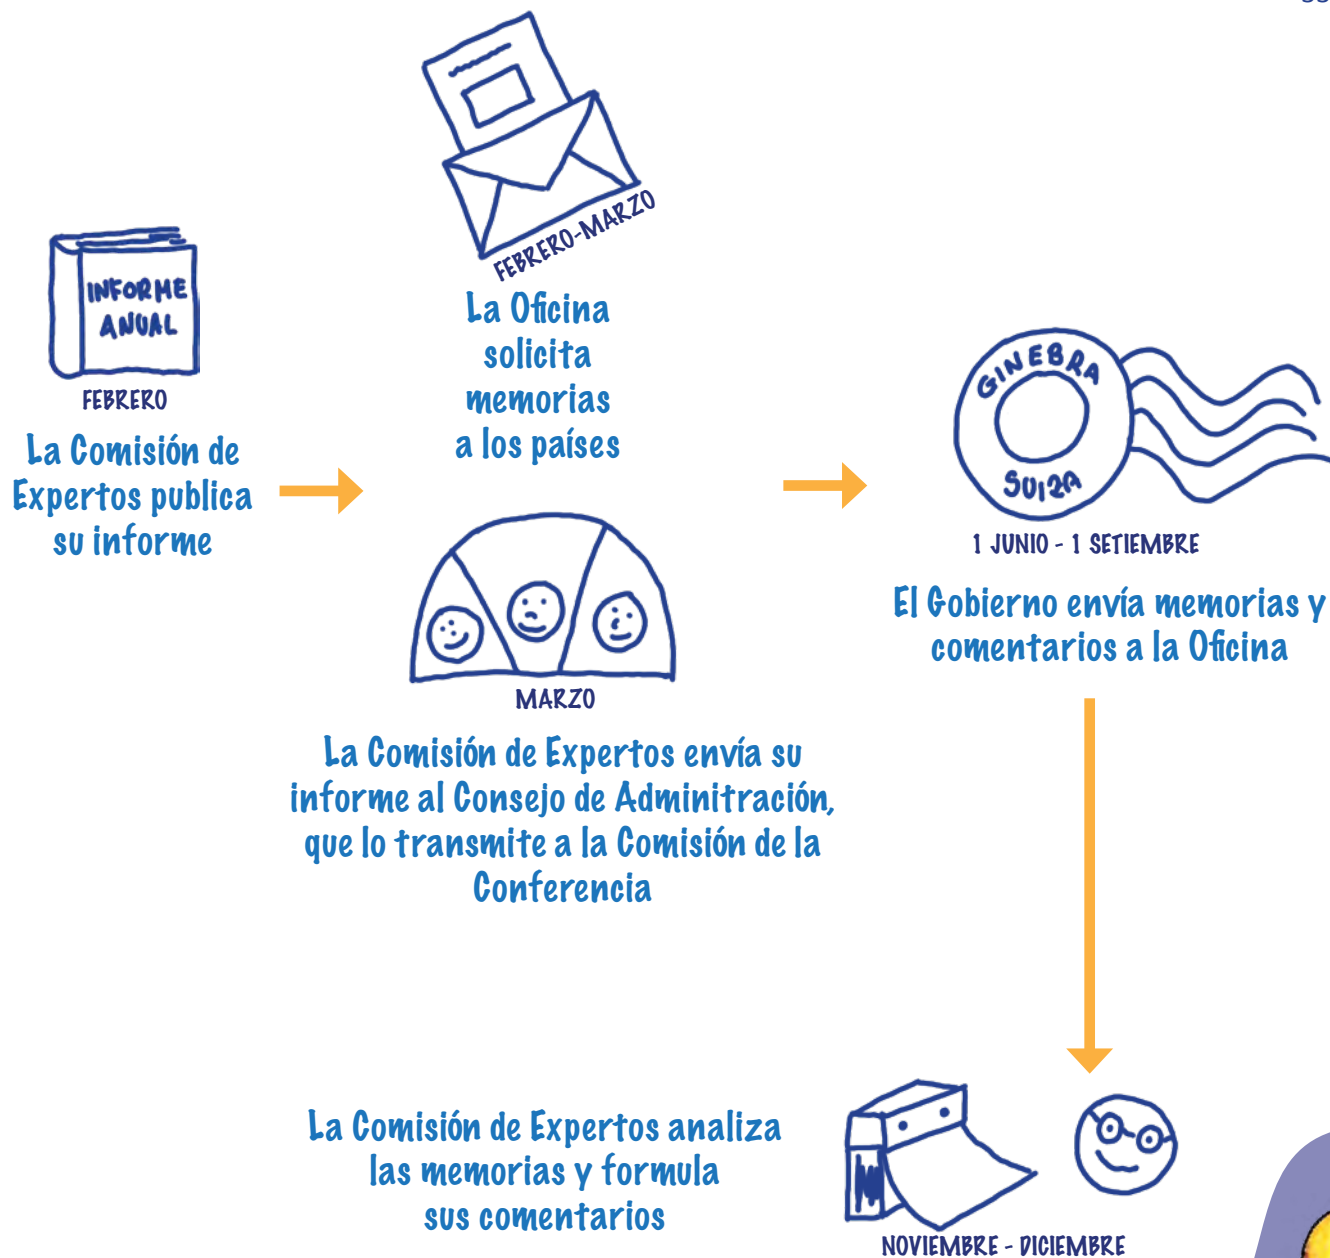 INFORME
ANUAL
FEBRERO
La Comisión de
Expertos publica
su informe
FEBRERO-MARZO
La Oficina
solicita
memorias
a los países
MARZO
La Comisión de Expertos envía su
informe al Consejo de Adminitración,
que lo transmite a la Comisión de la
Conferencia
GINEBRA
SUIZA
1 JUNIO - 1 SETIEMBRE
El Gobierno envía memorias y
comentarios a la Oficina
La Comisión de Expertos analiza
las memorias y formula
sus comentarios
NOVIEMBRE - DICIEMBRE